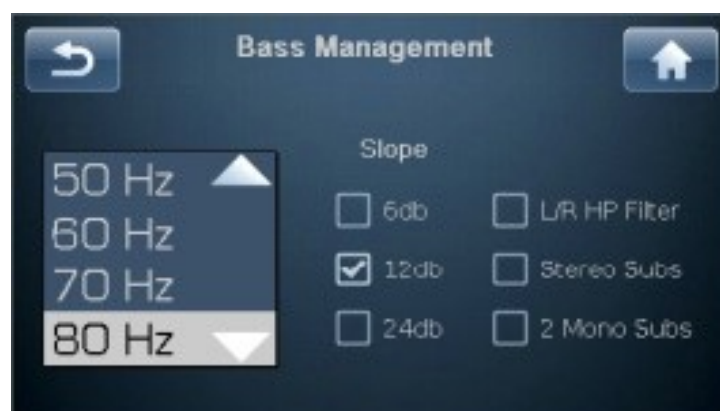 Bass Management
50 Hz
60 Hz
70 Hz
80 Hz
Slope
6db
12db
24db
L/R HP Filter
Stereo Subs
2 Mono Subs